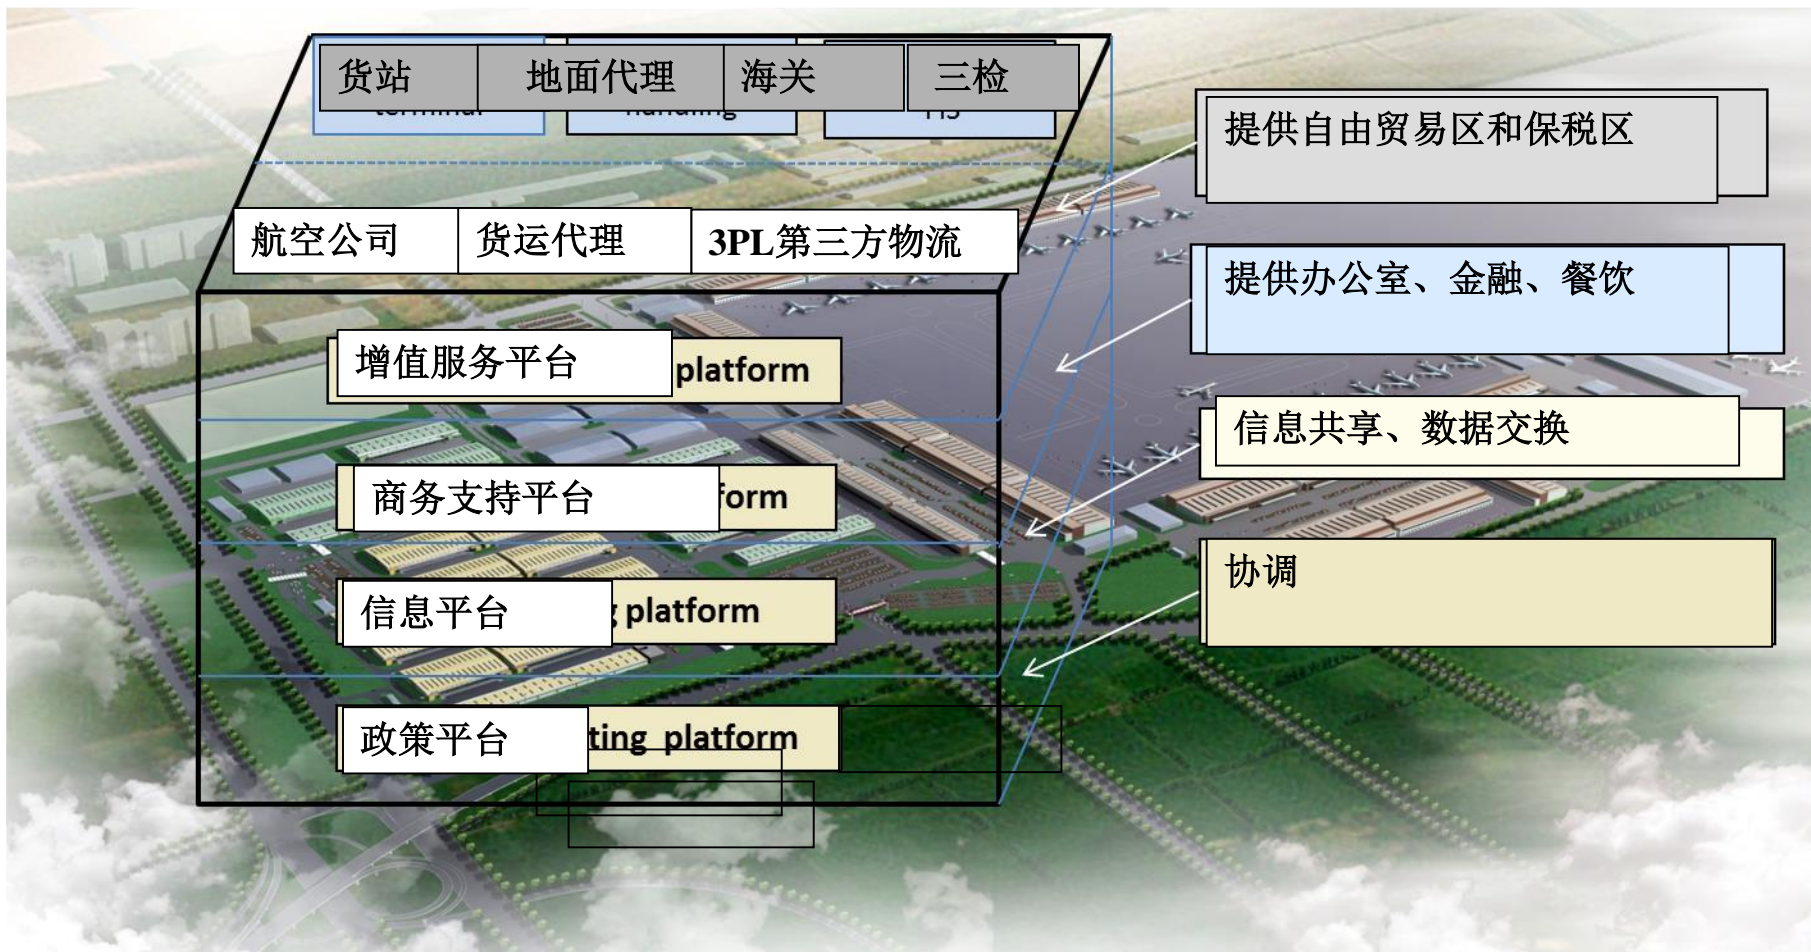 货站 地面代理 海关 三检
terminal handling
提供自由贸易区和保税区
航空公司 货运代理 3PL第三方物流
提供办公室、金融、餐饮
增值服务平台 platform
信息共享、数据交换
商务支持平台
协调
信息平台 platform
政策平台 platform